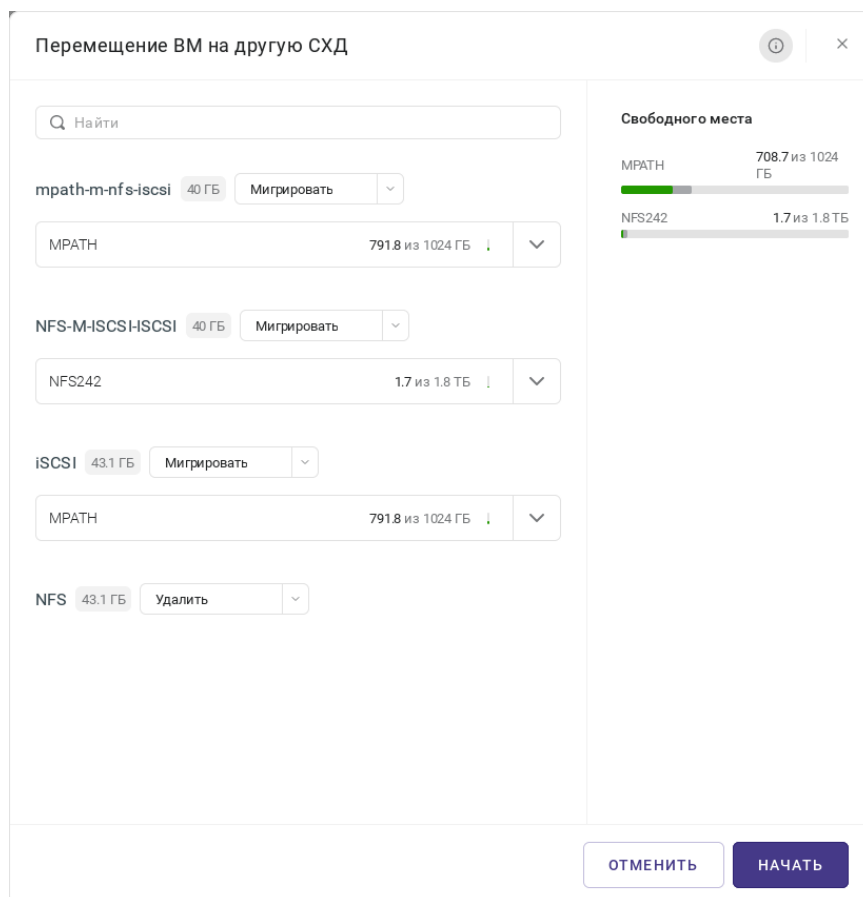 Перемещение ВМ на другую СХД
Найти
mpath-m-nfs-iscsi 40 ГБ Мигрировать
MPATH 791.8 из 1024 ГБ
NFS-M-ISCSI-ISCSI 40 ГБ Мигрировать
NFS242 1.7 из 1.8 ТБ
iSCSI 43.1 ГБ Мигрировать
MPATH 791.8 из 1024 ГБ
NFS 43.1 ГБ Удалить
Свободного места
MPATH 708.7 из 1024
ГБ
NFS242 1.7 из 1.8 ТБ
ОТМЕНИТЬ НАЧАТЬ